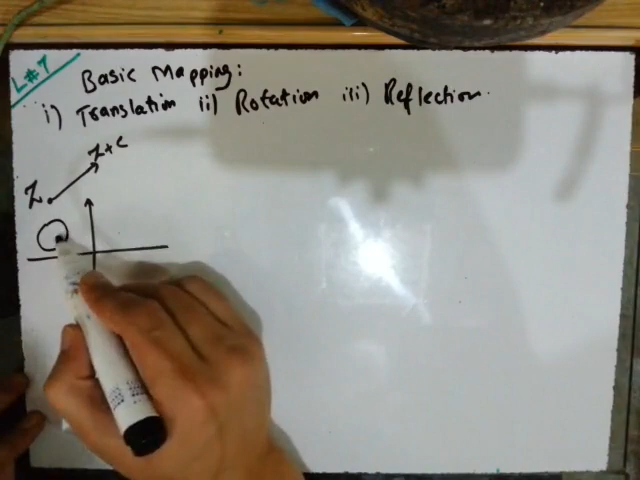 L#7
Basic Mapping:
i) Translation ii) Rotation iii) Reflection.
Z+C
Z